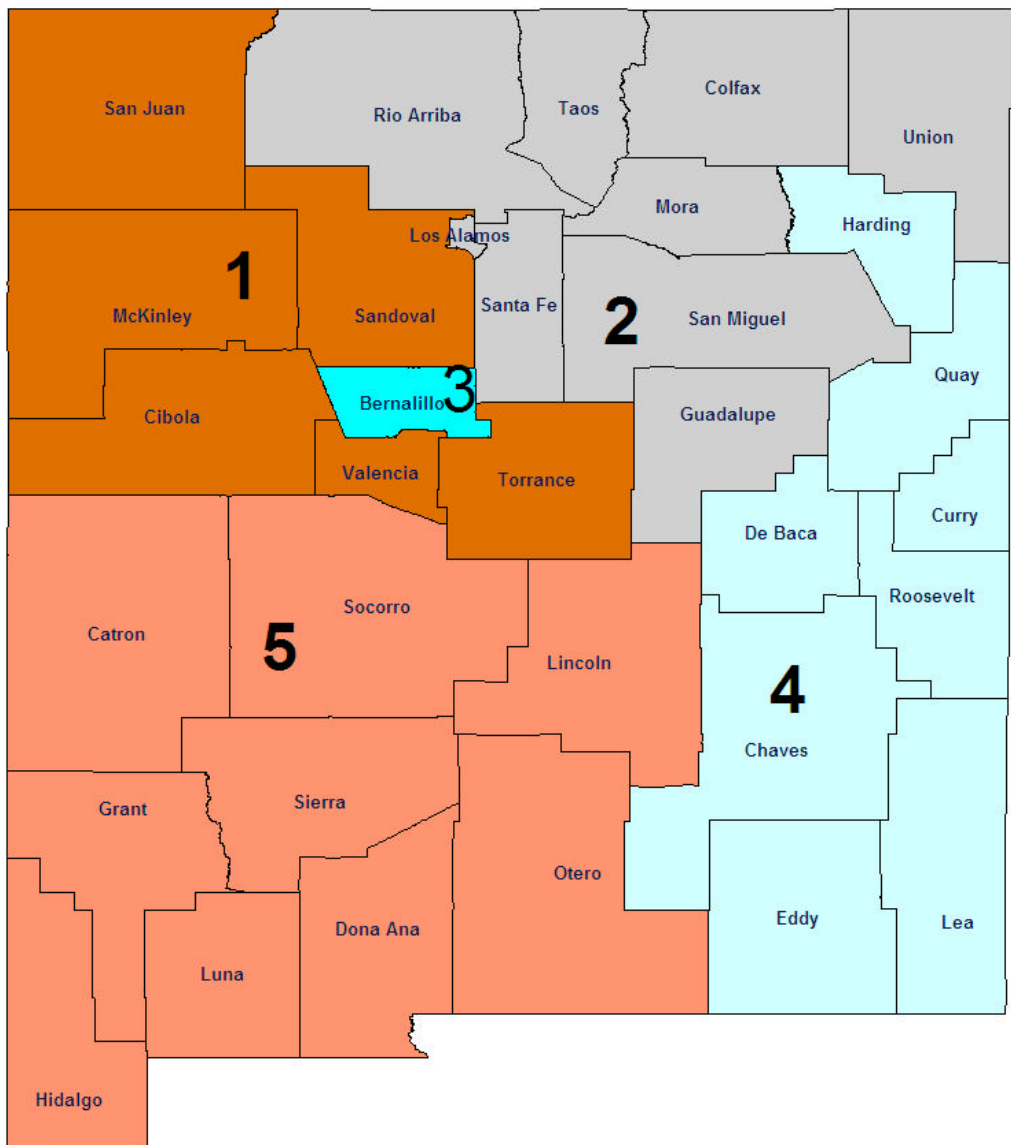 San Juan
Rio Arriba
Taos
Colfax
Union
Mora
Harding
Los Alamos
1
McKinley
Sandoval
Santa Fe
2
San Miguel
Quay
3
Bernalillo
Cibola
Guadalupe
Valencia
Torrance
Curry
De Baca
Roosevelt
Socorro
Catron
5
Lincoln
4
Chaves
Grant
Sierra
Otero
Eddy
Lea
Dona Ana
Luna
Hidalgo